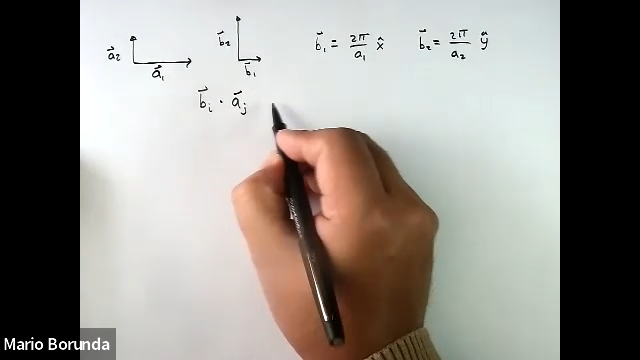 a⃗₂ a⃗₁ b⃗₂ b⃗₁ b⃗₁ = 2π/a₁ x̂ b⃗₂ = 2π/a₂ ŷ
b⃗ᵢ · a⃗ⱼ
Mario Borunda